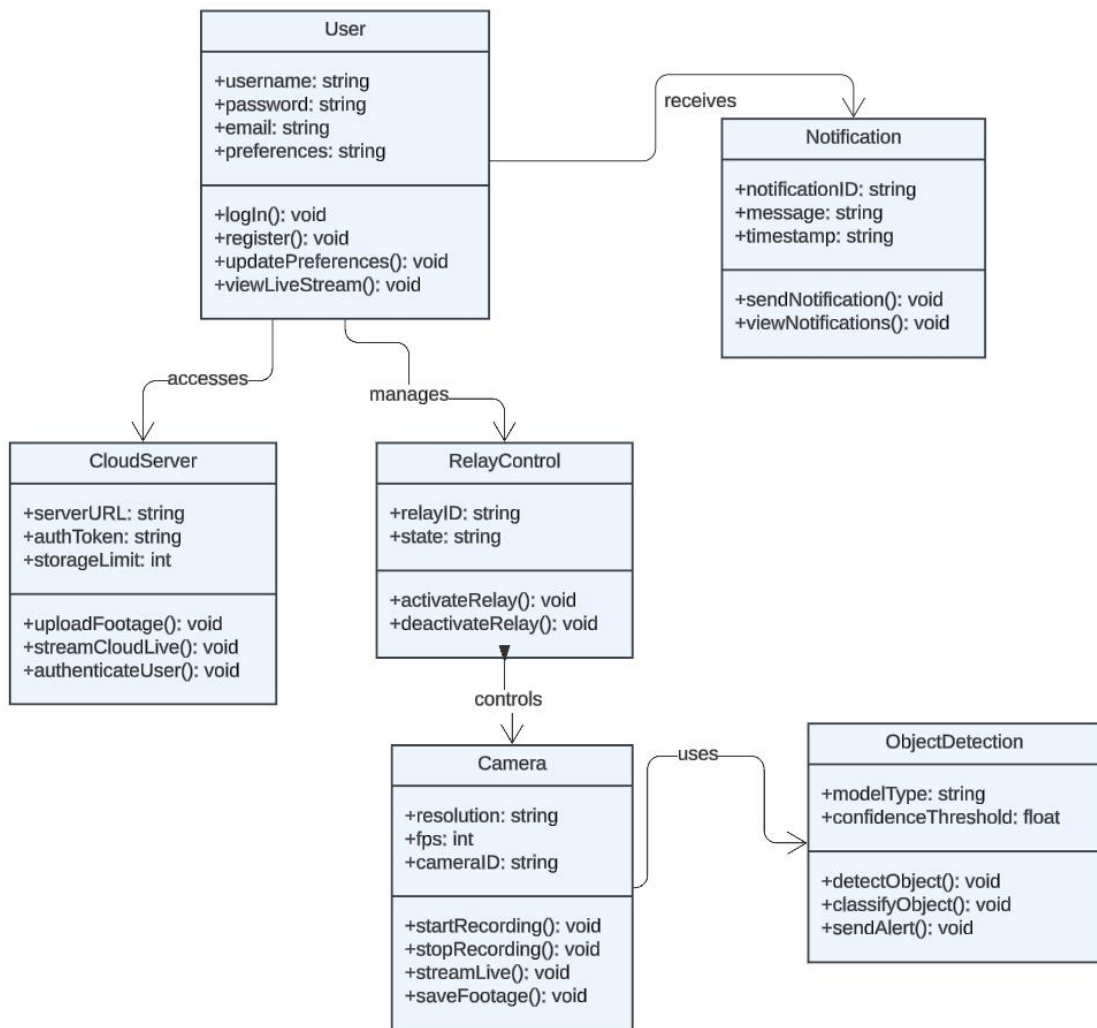 User
+username: string
+password: string
+email: string
+preferences: string
+logIn(): void
+register(): void
+updatePreferences(): void
+viewLiveStream(): void
receives
Notification
+notificationID: string
+message: string
+timestamp: string
+sendNotification(): void
+viewNotifications(): void
accesses
manages
CloudServer
+serverURL: string
+authToken: string
+storageLimit: int
+uploadFootage(): void
+streamCloudLive(): void
+authenticateUser(): void
RelayControl
+relayID: string
+state: string
+activateRelay(): void
+deactivateRelay(): void
controls
Camera
+resolution: string
+fps: int
+cameraID: string
+startRecording(): void
+stopRecording(): void
+streamLive(): void
+saveFootage(): void
uses
ObjectDetection
+modelType: string
+confidenceThreshold: float
+detectObject(): void
+classifyObject(): void
+sendAlert(): void